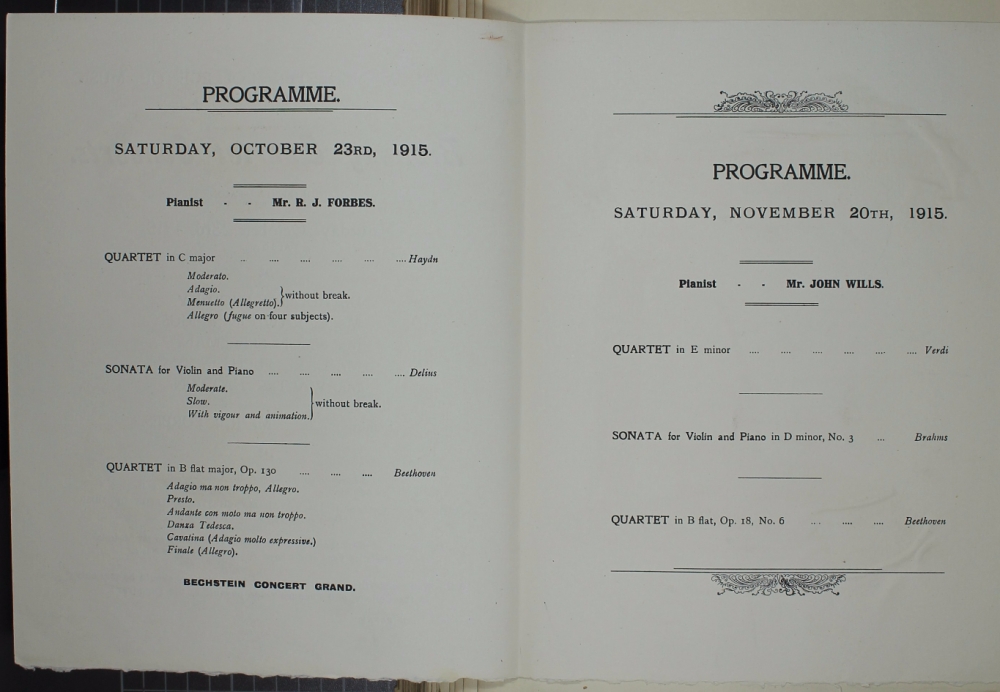 PROGRAMME.
SATURDAY, OCTOBER 23RD, 1915.
Pianist - - Mr. R. J. FORBES.
QUARTET in C major .. .... .... .... .... .... Haydn
Moderato.
Adagio.
Menuetto (Allegretto). } without break.
Allegro (fugue on four subjects).
SONATA for Violin and Piano .... .... .... .... .... Delius
Moderate.
Slow. } without break.
With vigour and animation.
QUARTET in B flat major, Op. 130 .... .... .... Beethoven
Adagio ma non troppo, Allegro.
Presto.
Andante con moto ma non troppo.
Danza Tedesca.
Cavatina (Adagio molto expressive.)
Finale (Allegro).
BECHSTEIN CONCERT GRAND.
PROGRAMME.
SATURDAY, NOVEMBER 20TH, 1915.
Pianist - - Mr. JOHN WILLS.
QUARTET in E minor .... .... .... .... .... .... Verdi
SONATA for Violin and Piano in D minor, No. 3 ... Brahms
QUARTET in B flat, Op. 18, No. 6 .... .... .... Beethoven